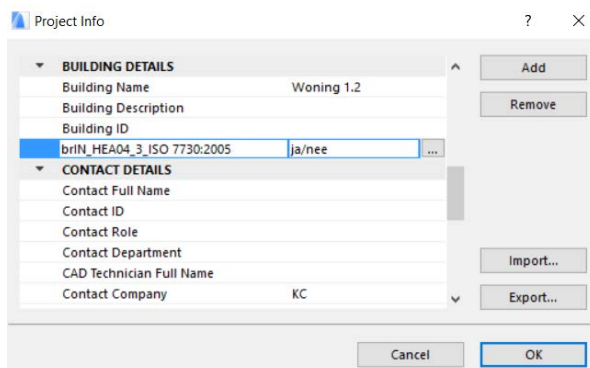 Project Info
BUILDING DETAILS
Building Name Woning 1.2
Building Description
Building ID
brIN_HEA04_3_ISO 7730:2005 ja/nee ...
CONTACT DETAILS
Contact Full Name
Contact ID
Contact Role
Contact Department
CAD Technician Full Name
Contact Company KC
Add
Remove
Import...
Export...
Cancel OK